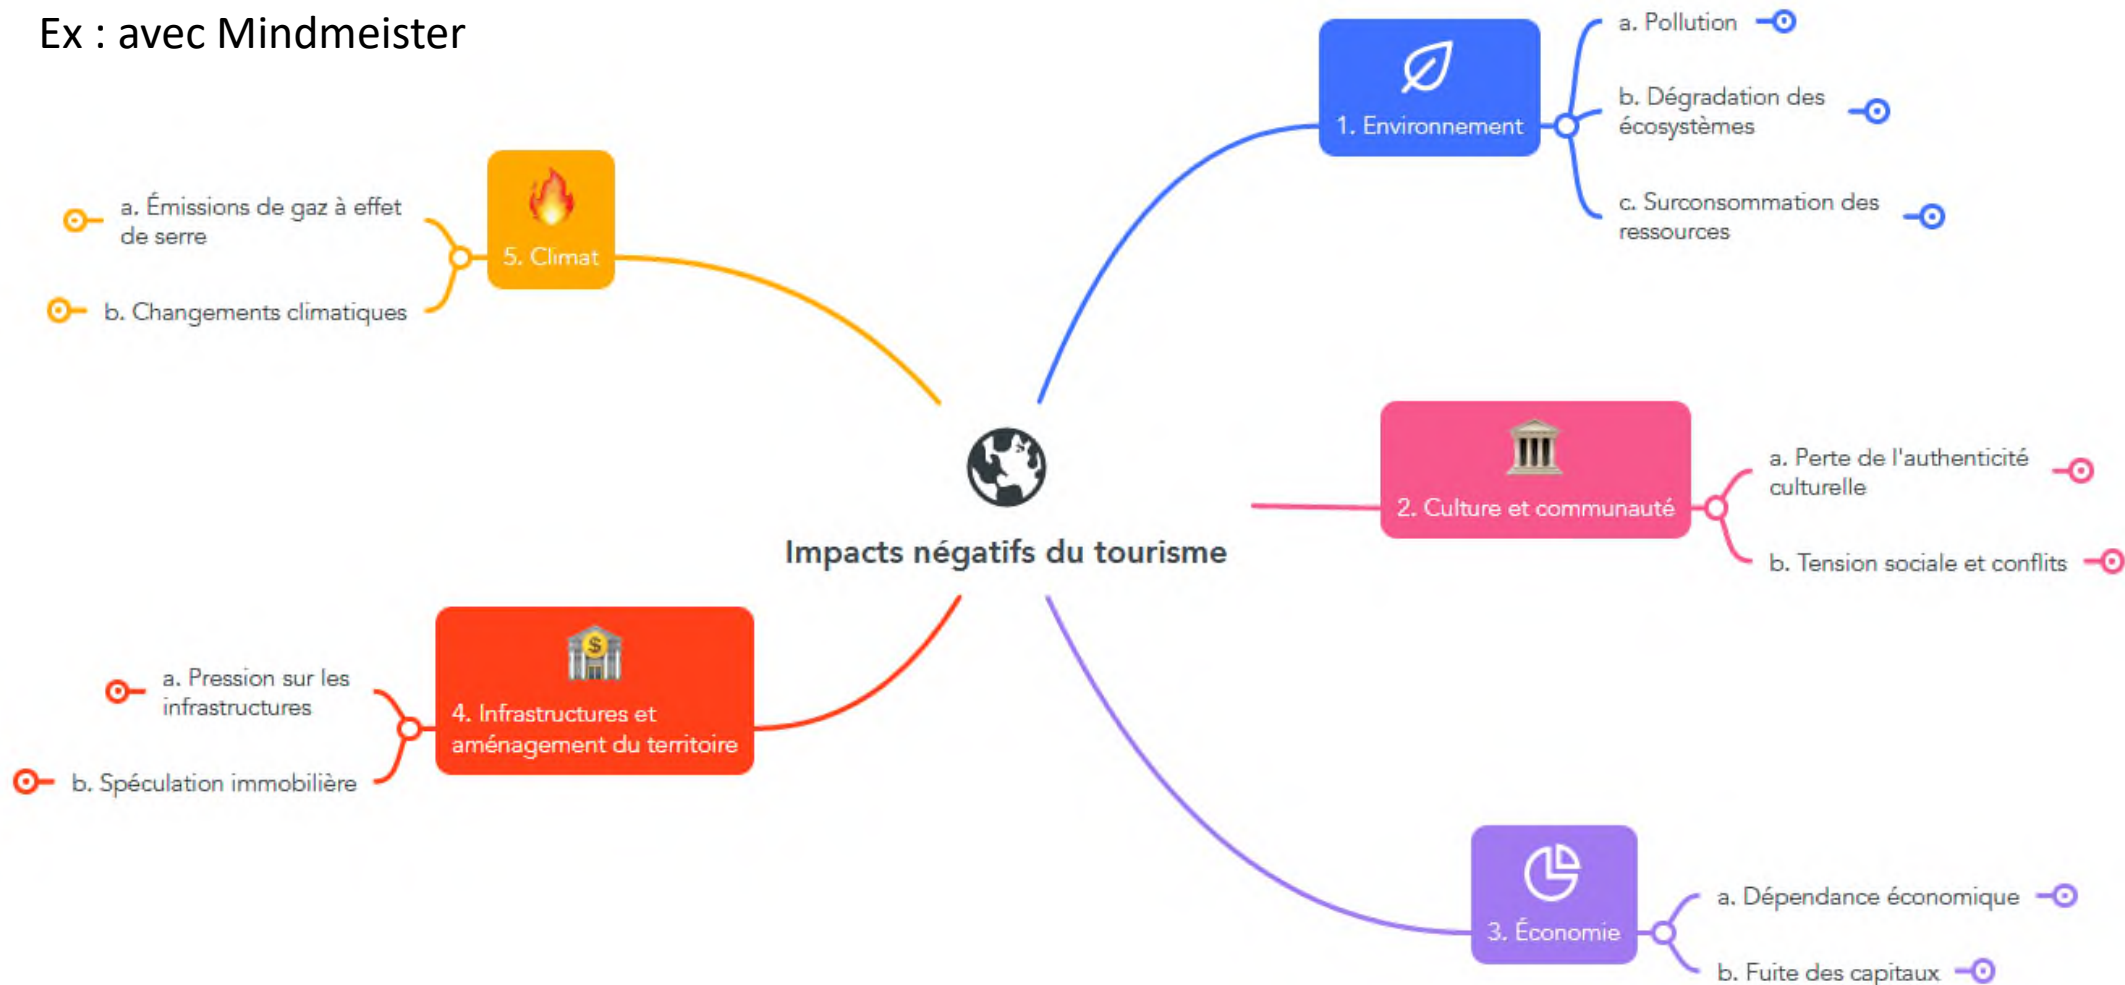 Ex : avec Mindmeister
Impacts négatifs du tourisme
1. Environnement
a. Pollution
b. Dégradation des
écosystèmes
c. Surconsommation des
ressources
2. Culture et communauté
a. Perte de l'authenticité
culturelle
b. Tension sociale et conflits
3. Économie
a. Dépendance économique
b. Fuite des capitaux
4. Infrastructures et
aménagement du territoire
a. Pression sur les
infrastructures
b. Spéculation immobilière
5. Climat
a. Émissions de gaz à effet
de serre
b. Changements climatiques